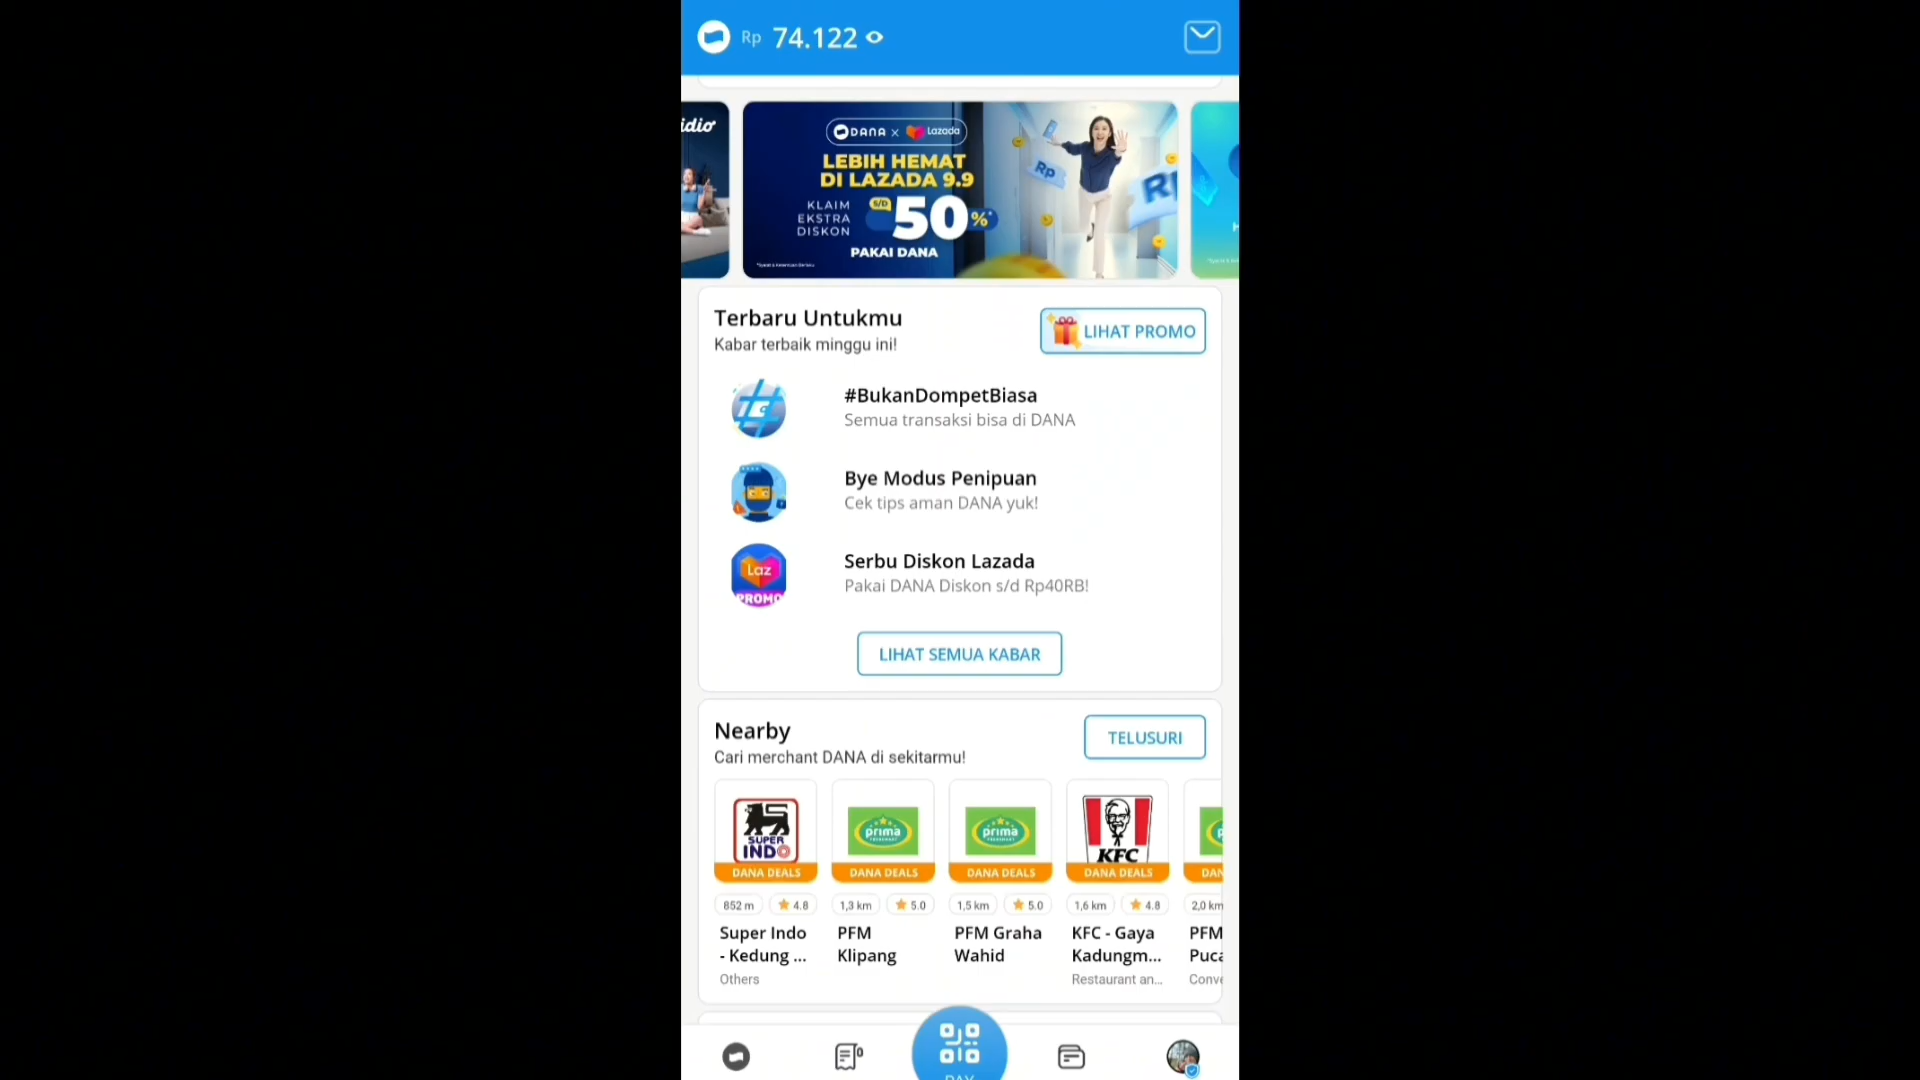 Rp 74.122
idio
DANA x Lazada
LEBIH HEMAT
DI LAZADA 9.9
KLAIM
EKSTRA
DISKON
S/D
50%*
PAKAI DANA
Rp
Terbaru Untukmu
Kabar terbaik minggu ini!
LIHAT PROMO
#BukanDompetBiasa
Semua transaksi bisa di DANA
Bye Modus Penipuan
Cek tips aman DANA yuk!
Laz
PROMO
Serbu Diskon Lazada
Pakai DANA Diskon s/d Rp40RB!
LIHAT SEMUA KABAR
Nearby
Cari merchant DANA di sekitarmu!
TELUSURI
SUPER
INDO
DANA DEALS
852 m
4.8
Super Indo
- Kedung ...
Others
prima
DANA DEALS
1,3 km
5.0
PFM
Klipang
prima
DANA DEALS
1,5 km
5.0
PFM Graha
Wahid
KFC
DANA DEALS
1,6 km
4.8
KFC - Gaya
Kadungm...
Restaurant an...
DAN
2,0 km
PFM
Puca
Conve
0
PAY